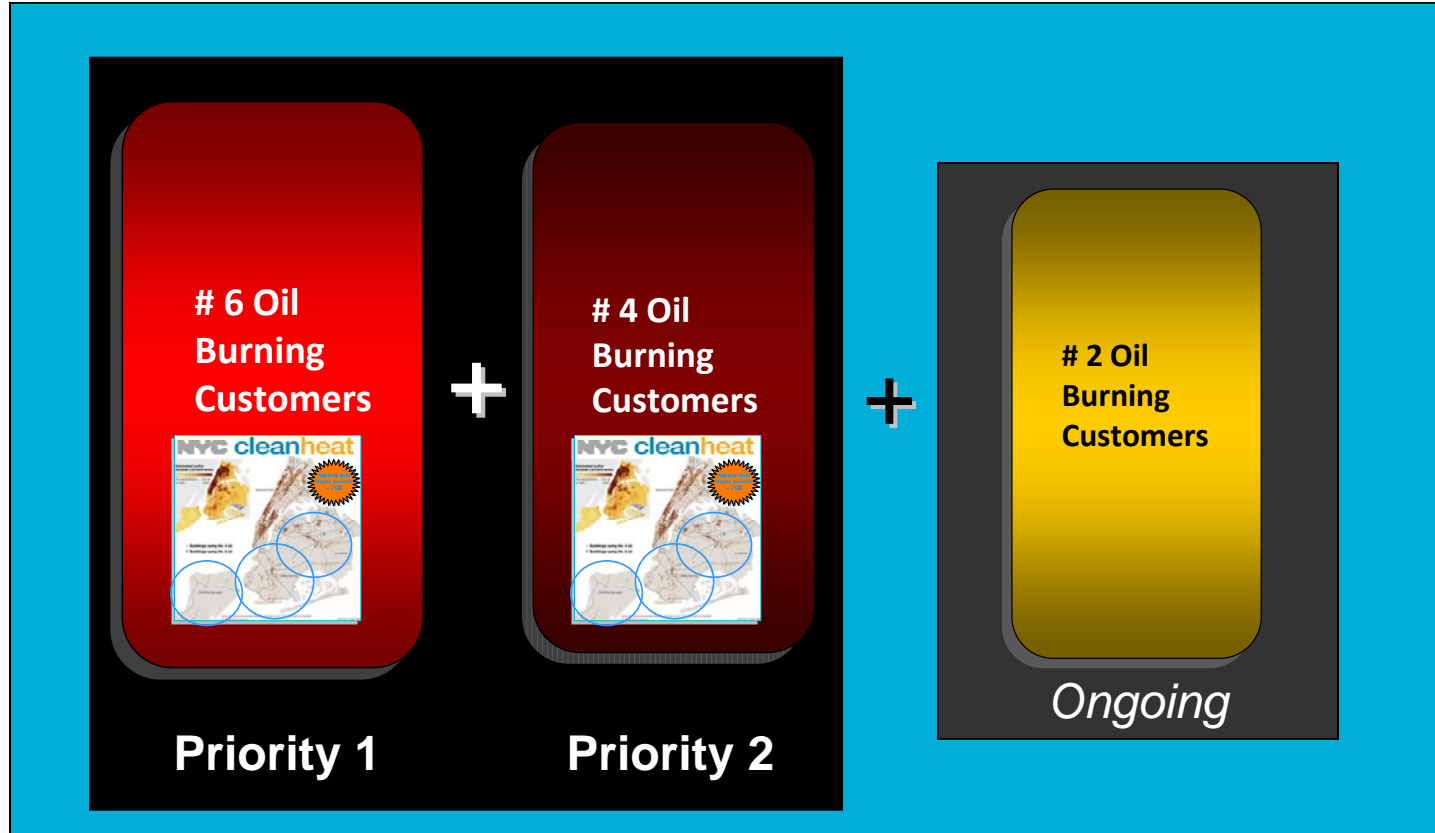 # 6 Oil
Burning
Customers
NYC cleanheat
# 4 Oil
Burning
Customers
NYC cleanheat
# 2 Oil
Burning
Customers
+
+
Ongoing
Priority 1
Priority 2